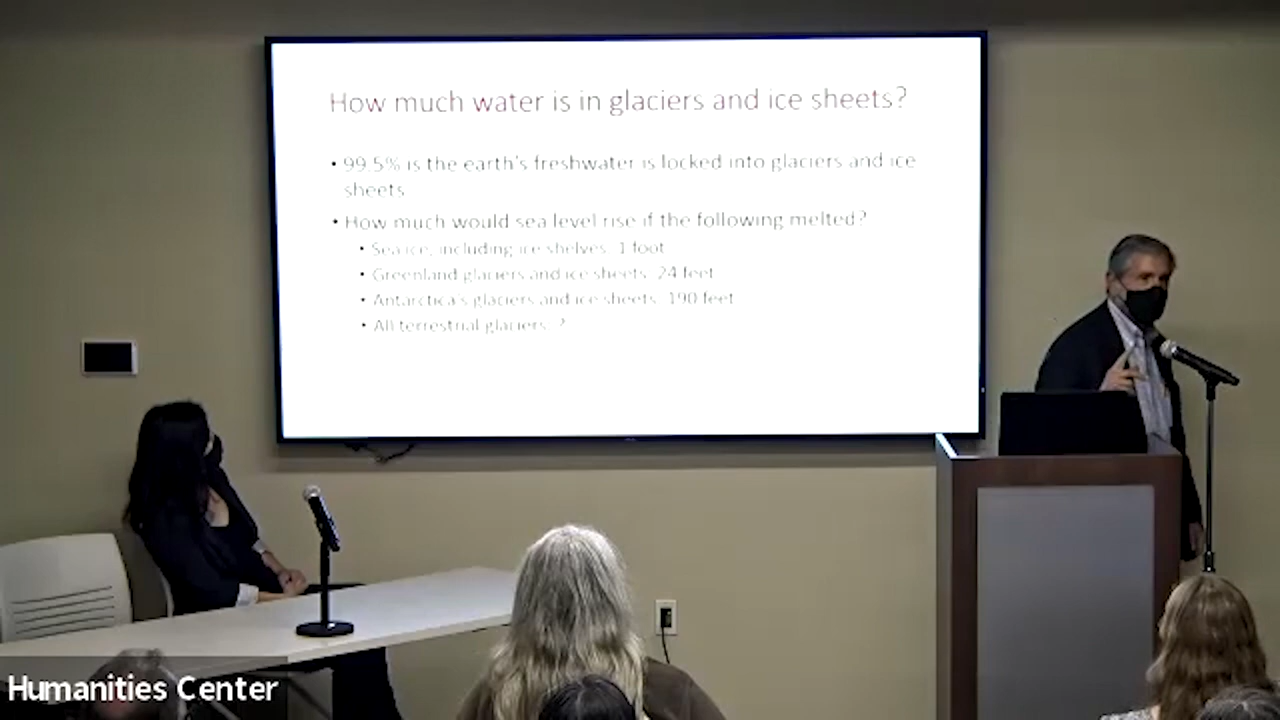 How much water is in glaciers and ice sheets?
• 99.5% is the earth's freshwater is locked into glaciers and ice
sheets
• How much would sea level rise if the following melted?
• Sea ice, including ice shelves 1 foot
• Greenland glaciers and ice sheets 24 feet
• Antarctica's glaciers and ice sheets 190 feet
• All terrestrial glaciers ?
Humanities Center